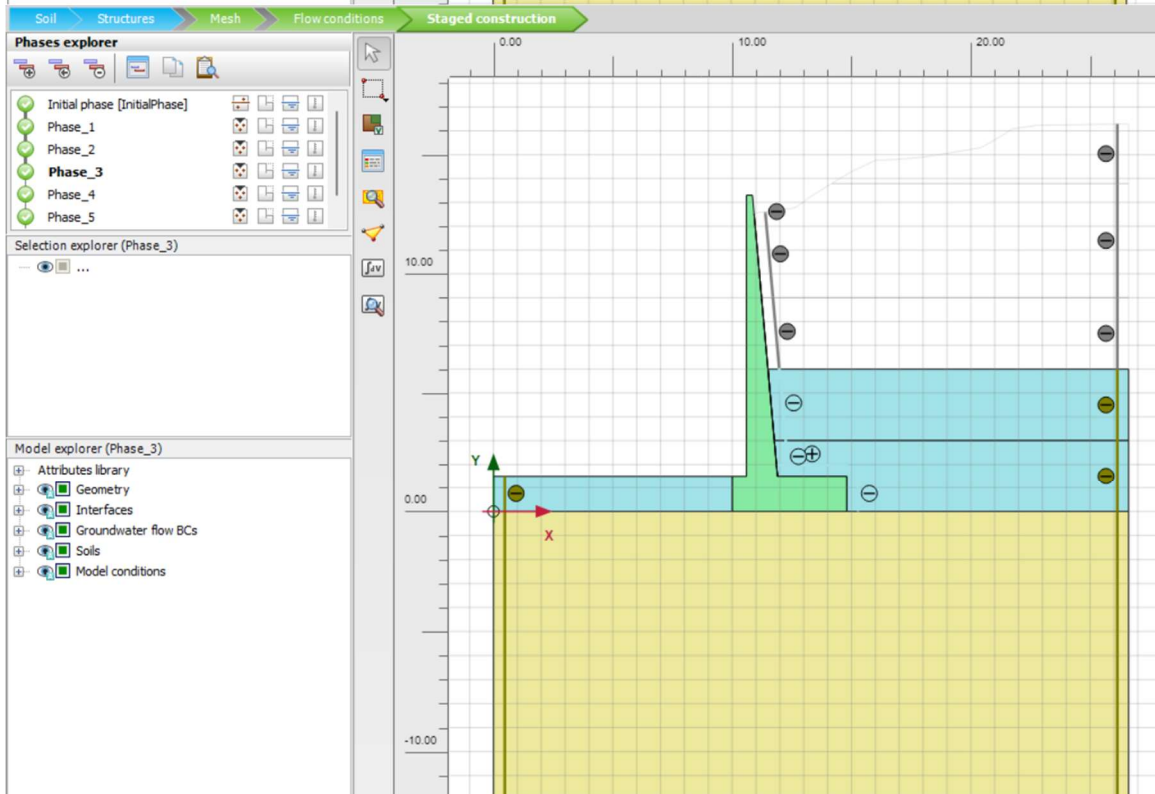 Soil Structures Mesh Flow conditions Staged construction
Phases explorer
Initial phase [InitialPhase]
Phase_1
Phase_2
Phase_3
Phase_4
Phase_5
Selection explorer (Phase_3)
...
Model explorer (Phase_3)
Attributes library
Geometry
Interfaces
Groundwater flow BCs
Soils
Model conditions
0.00 10.00 20.00
10.00
0.00
-10.00
Y
X